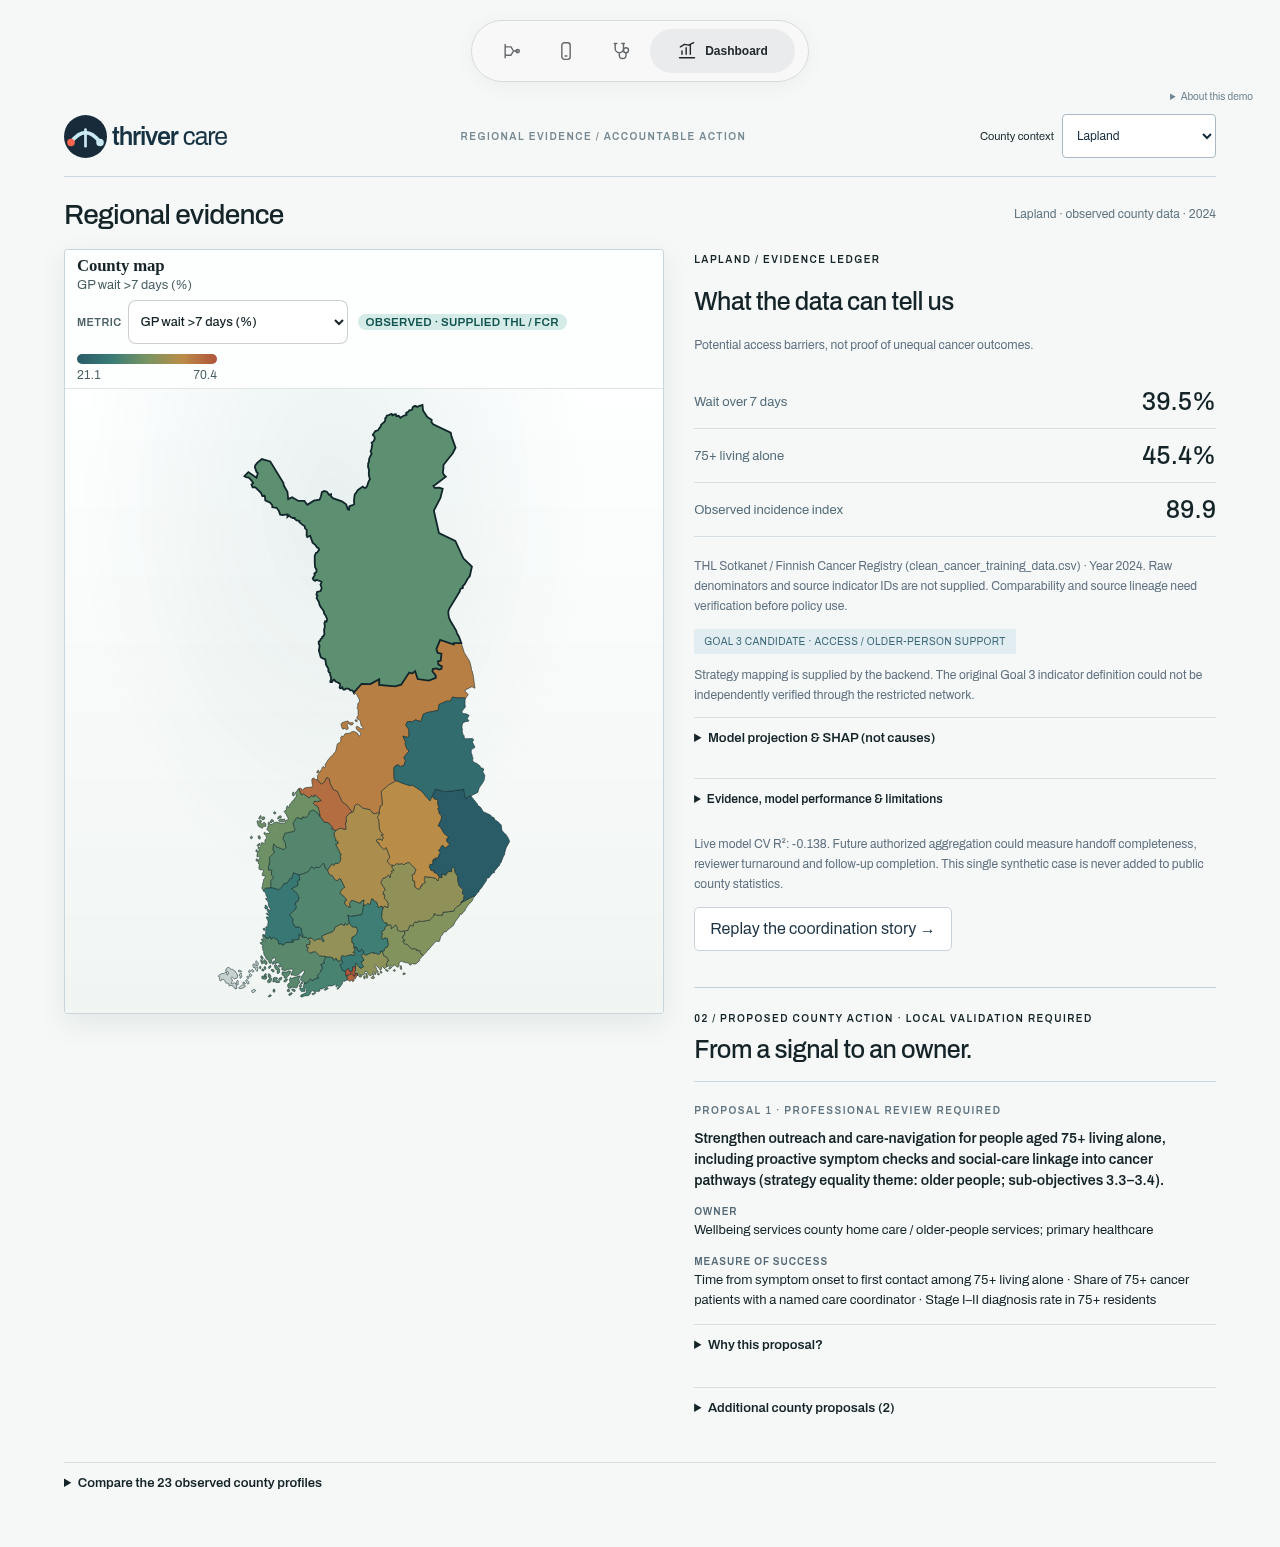 Dashboard
▶ About this demo
thriver care
REGIONAL EVIDENCE / ACCOUNTABLE ACTION
County context
Lapland
Regional evidence
Lapland · observed county data · 2024
County map
GP wait >7 days (%)
METRIC
GP wait >7 days (%)
OBSERVED · SUPPLIED THL / FCR
21.1
70.4
LAPLAND / EVIDENCE LEDGER
What the data can tell us
Potential access barriers, not proof of unequal cancer outcomes.
Wait over 7 days
39.5%
75+ living alone
45.4%
Observed incidence index
89.9
THL Sotkanet / Finnish Cancer Registry (clean_cancer_training_data.csv) · Year 2024. Raw
denominators and source indicator IDs are not supplied. Comparability and source lineage need
verification before policy use.
GOAL 3 CANDIDATE · ACCESS / OLDER-PERSON SUPPORT
Strategy mapping is supplied by the backend. The original Goal 3 indicator definition could not be
independently verified through the restricted network.
▶ Model projection & SHAP (not causes)
▶ Evidence, model performance & limitations
Live model CV R²: -0.138. Future authorized aggregation could measure handoff completeness,
reviewer turnaround and follow-up completion. This single synthetic case is never added to public
county statistics.
Replay the coordination story →
02 / PROPOSED COUNTY ACTION · LOCAL VALIDATION REQUIRED
From a signal to an owner.
PROPOSAL 1 · PROFESSIONAL REVIEW REQUIRED
Strengthen outreach and care-navigation for people aged 75+ living alone,
including proactive symptom checks and social-care linkage into cancer
pathways (strategy equality theme: older people; sub-objectives 3.3–3.4).
OWNER
Wellbeing services county home care / older-people services; primary healthcare
MEASURE OF SUCCESS
Time from symptom onset to first contact among 75+ living alone · Share of 75+ cancer
patients with a named care coordinator · Stage I–II diagnosis rate in 75+ residents
▶ Why this proposal?
▶ Additional county proposals (2)
▶ Compare the 23 observed county profiles